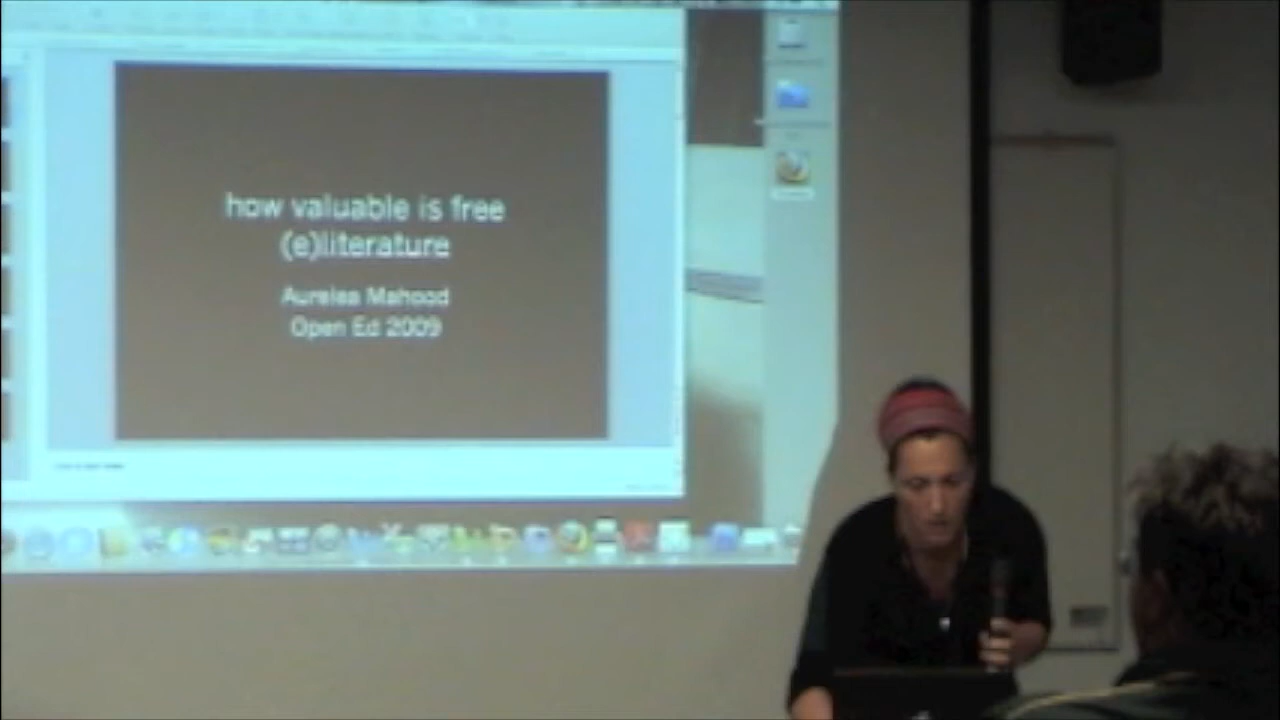 how valuable is free
(e)literature
Aurelea Mahood
Open Ed 2009